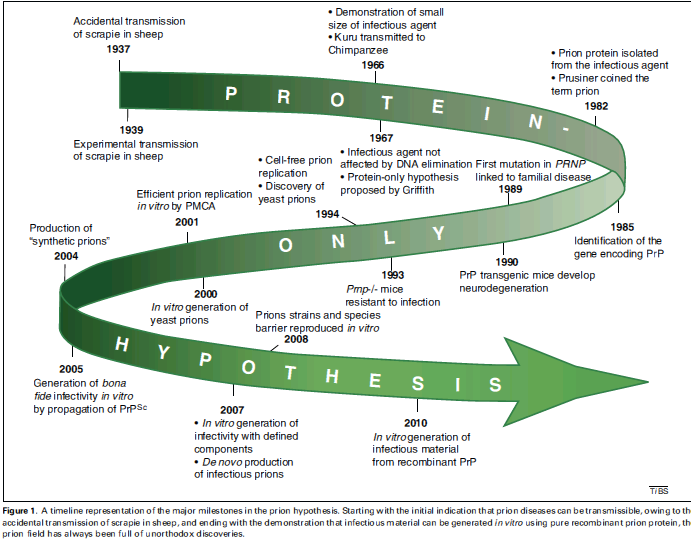 Accidental transmission
of scrapie in sheep
1937
1939
Experimental transmission
of scrapie in sheep
• Demonstration of small
size of infectious agent
• Kuru transmitted to
Chimpanzee
1966
1967
• Infectious agent not
affected by DNA elimination
• Protein-only hypothesis
proposed by Griffith
• Prion protein isolated
from the infectious agent
• Prusiner coined the
term prion
1982
PROTEIN-
1985
Identification of the
gene encoding PrP
First mutation in PRNP
linked to familial disease
1989
1990
PrP transgenic mice develop
neurodegeneration
1993
Prnp-/- mice
resistant to infection
• Cell-free prion
replication
• Discovery of
yeast prions
1994
ONLY
Efficient prion replication
in vitro by PMCA
2001
2000
In vitro generation of
yeast prions
Production of
“synthetic prions”
2004
2005
Generation of bona
fide infectivity in vitro
by propagation of PrPSc
HYPOTHESIS
2007
• In vitro generation of
infectivity with defined
components
• De novo production
of infectious prions
Prions strains and species
barrier reproduced in vitro
2008
2010
In vitro generation of
infectious material
from recombinant PrP
TiBS
Figure 1. A timeline representation of the major milestones in the prion hypothesis. Starting with the initial indication that prion diseases can be transmissible, owing to the
accidental transmission of scrapie in sheep, and ending with the demonstration that infectious material can be generated in vitro using pure recombinant prion protein, the
prion field has always been full of unorthodox discoveries.